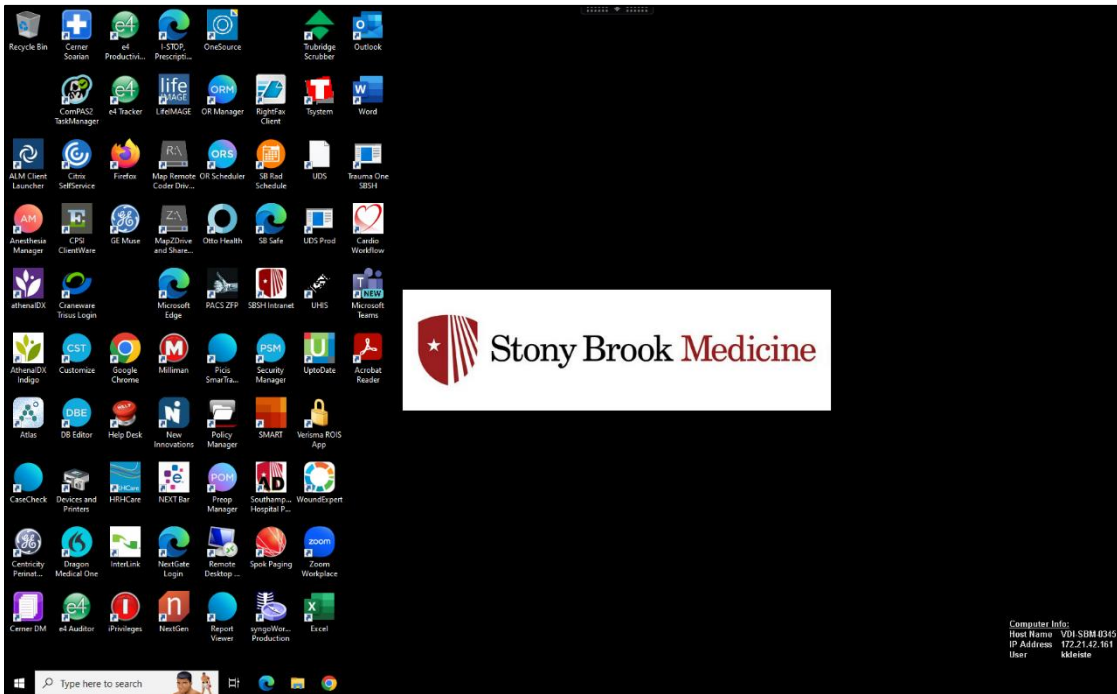 Recycle Bin
Cerner Soarian
e4 Productivi...
I-STOP, Prescripti...
OneSource
Trubridge Scrubber
Outlook
ComPAS2 TaskManager
e4 Tracker
LifeIMAGE
OR Manager
RightFax Client
Tsystem
Word
ALM Client Launcher
Citrix SelfService
Firefox
Map Remote Coder Driv...
OR Scheduler
SB Rad Schedule
UDS
Trauma One SBSH
Anesthesia Manager
CPSI ClientWare
GE Muse
MapZDrive and Share...
Otto Health
SB Safe
UDS Prod
Cardio Workflow
athenaIDX
Craneware Trisus Login
Microsoft Edge
PACS ZFP
SBSH Intranet
UHIS
Microsoft Teams
Stony Brook Medicine
AthenaIDX Indigo
Customize
Google Chrome
Milliman
Picis SmarTra...
Security Manager
UptoDate
Acrobat Reader
Atlas
DB Editor
Help Desk
New Innovations
Policy Manager
SMART
Verisma ROIS App
CaseCheck
Devices and Printers
HRHCare
NEXT Bar
Preop Manager
Southamp... Hospital P...
WoundExpert
Centricity Perinat...
Dragon Medical One
InterLink
NextGate Login
Remote Desktop ...
Spok Paging
Zoom Workplace
Cerner DM
e4 Auditor
iPrivileges
NextGen
Report Viewer
syngoWor... Production
Excel
Computer Info:
Host Name VDI-SBM-0345
IP Address 172.21.42.161
User kkleiste
Type here to search